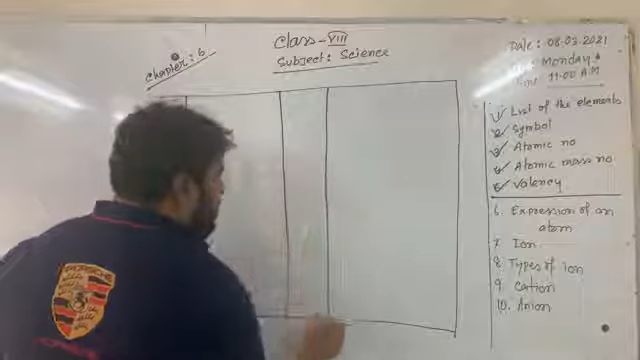 Chapter: 6
Class-VIII
Subject: Science
Date: 08-03-2021
Monday
11:00 AM
1. List of the elements
2. Symbol
3. Atomic no
4. Atomic mass no
5. Valency
6. Expression of an
atom
7. Ion
8. Types of ion
9. Cation
10. Anion
PORSCHE